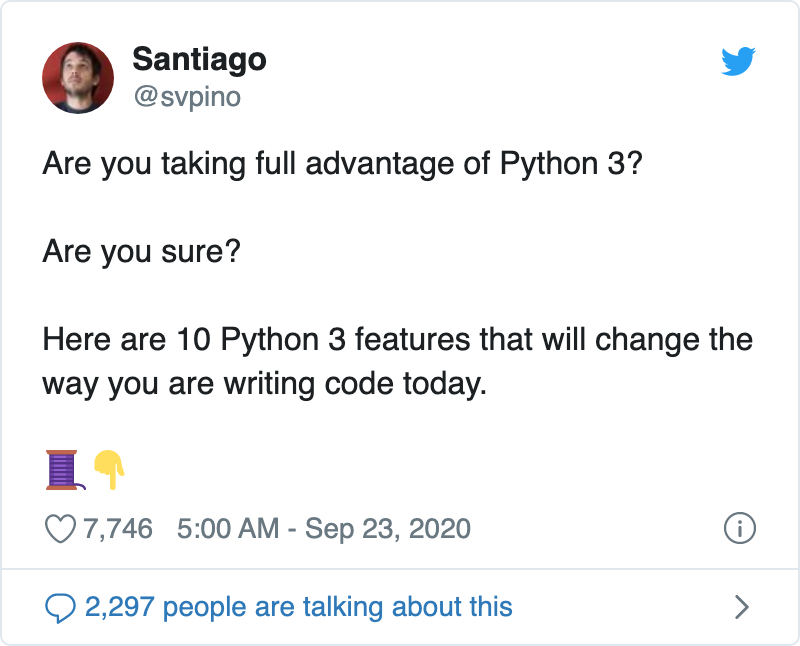 Santiago
@svpino
Are you taking full advantage of Python 3?
Are you sure?
Here are 10 Python 3 features that will change the
way you are writing code today.
🧵👇
7,746 5:00 AM - Sep 23, 2020
2,297 people are talking about this